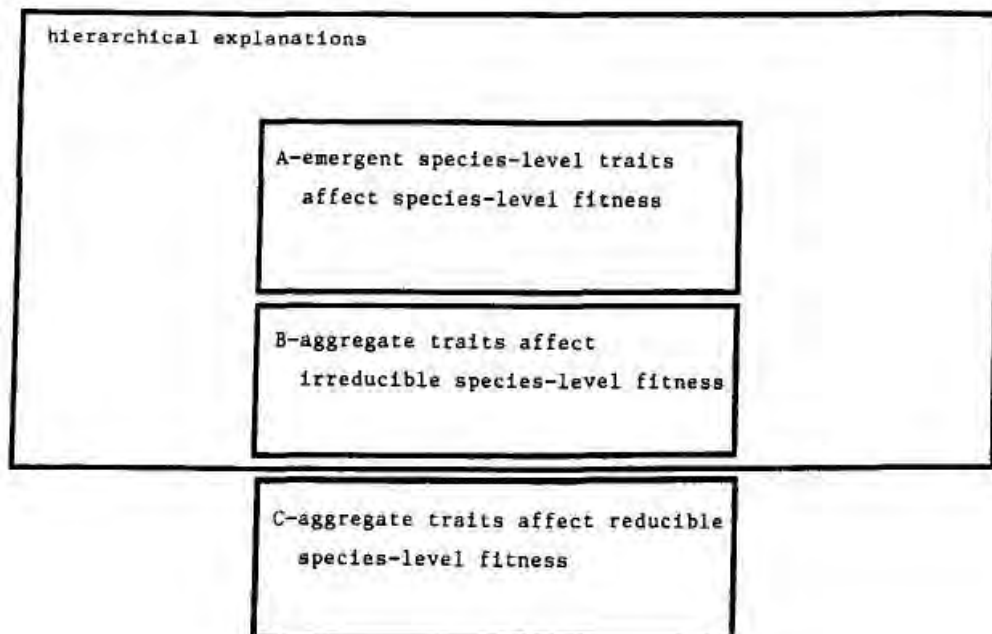 hierarchical explanations
A-emergent species-level traits
affect species-level fitness
B-aggregate traits affect
irreducible species-level fitness
C-aggregate traits affect reducible
species-level fitness